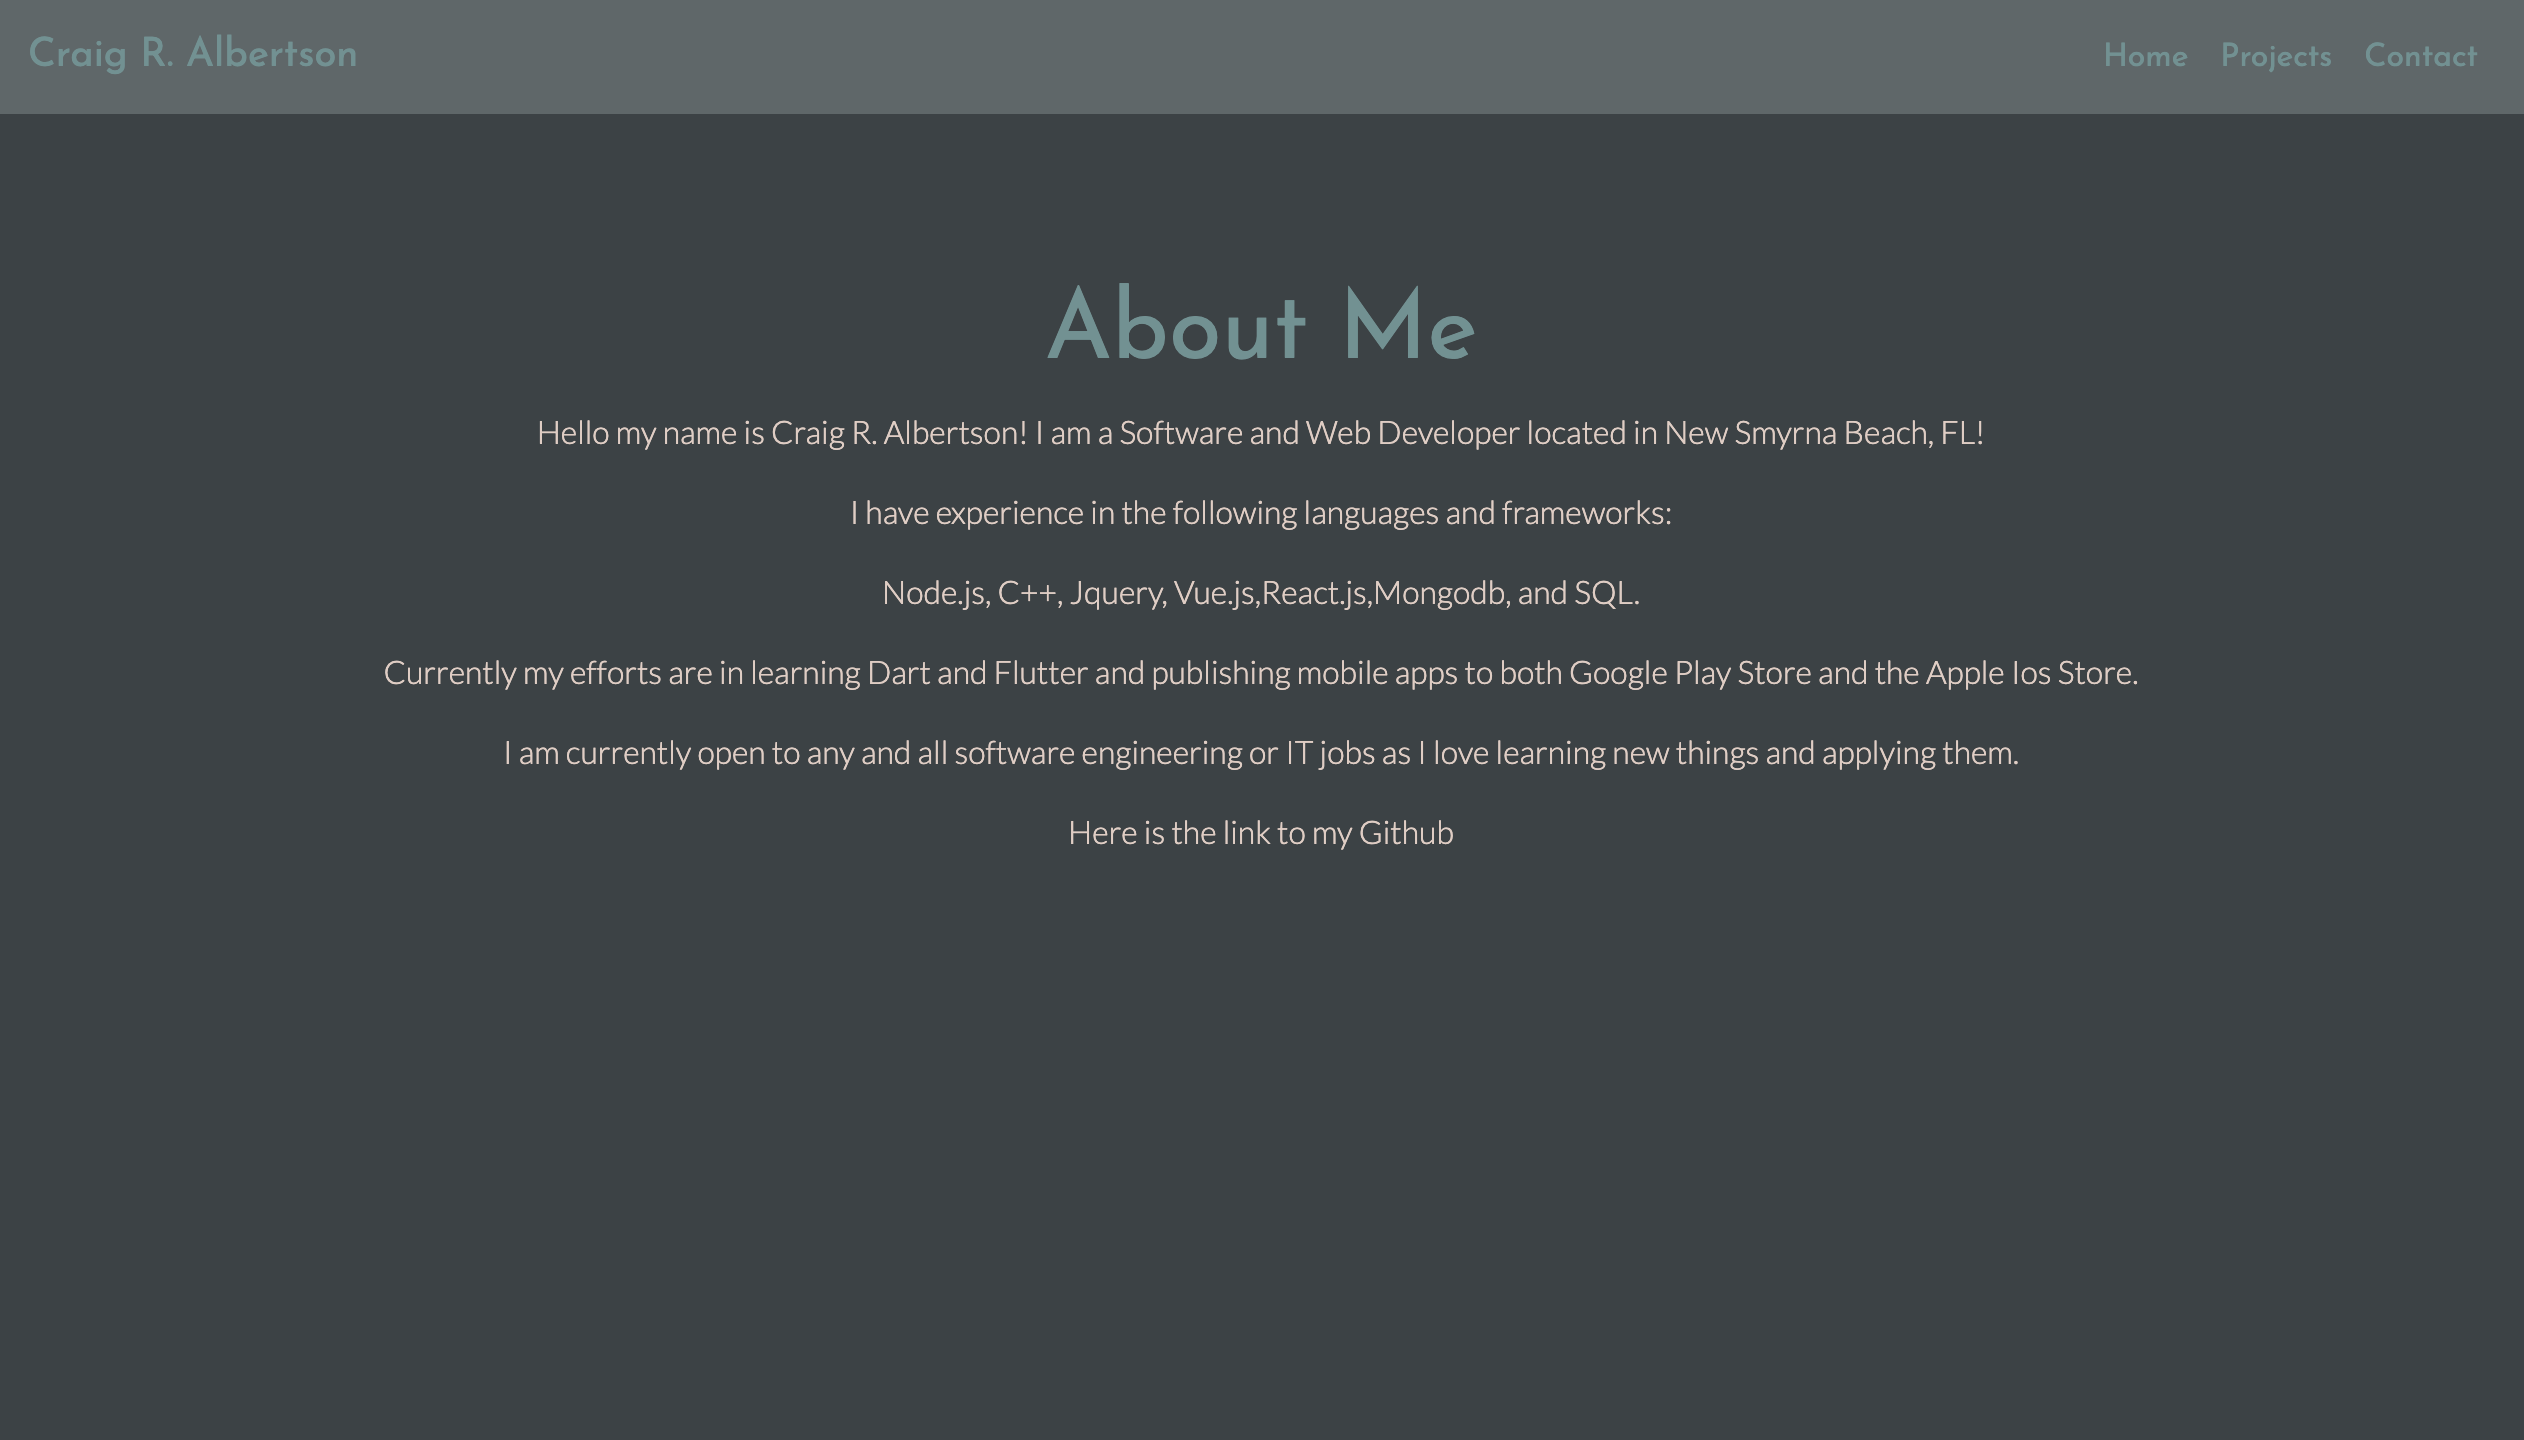 Craig R. Albertson
Home Projects Contact
About Me
Hello my name is Craig R. Albertson! I am a Software and Web Developer located in New Smyrna Beach, FL!
I have experience in the following languages and frameworks:
Node.js, C++, Jquery, Vue.js,React.js,Mongodb, and SQL.
Currently my efforts are in learning Dart and Flutter and publishing mobile apps to both Google Play Store and the Apple Ios Store.
I am currently open to any and all software engineering or IT jobs as I love learning new things and applying them.
Here is the link to my Github